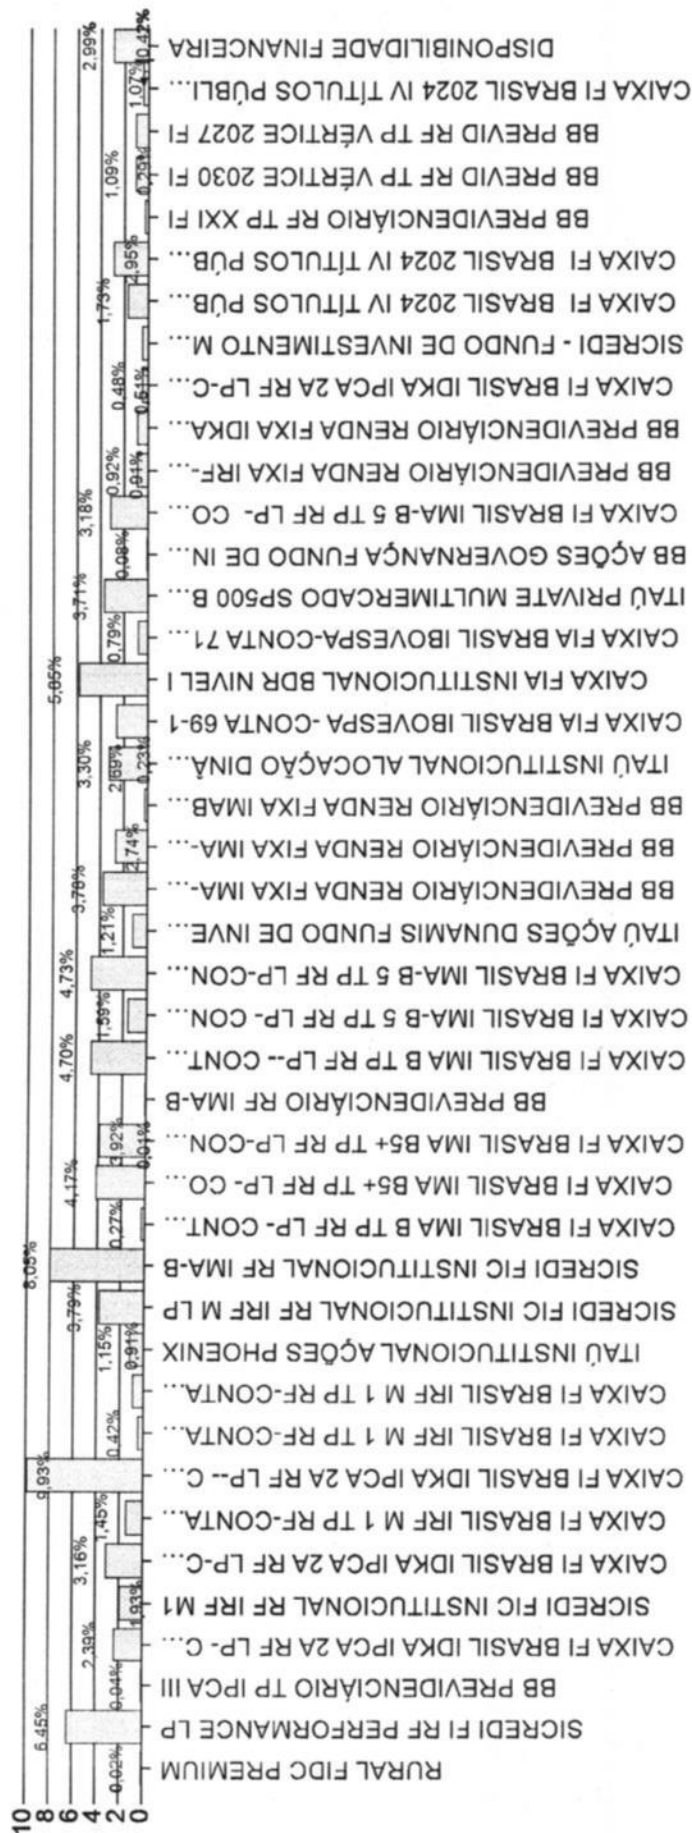 10
8
6
4
2
0
0,02%
6,45%
0,04%
2,39%
1,93%
3,16%
1,45%
9,93%
0,42%
0,91%
1,15%
3,79%
8,05%
0,27%
4,17%
3,92%
0,01%
4,70%
1,59%
4,73%
1,21%
3,78%
2,74%
0,23%
3,30%
2,69%
0,79%
3,71%
0,08%
3,18%
0,91%
0,92%
0,51%
0,48%
1,73%
2,95%
0,29%
1,09%
1,07%
0,42%
2,99%
RURAL FIDC PREMIUM
SICREDI FI RF PERFORMANCE LP
BB PREVIDENCIÁRIO TP IPCA III
CAIXA FI BRASIL IDKA IPCA 2A RF LP- C...
SICREDI FIC INSTITUCIONAL RF IRF M1
CAIXA FI BRASIL IDKA IPCA 2A RF LP-C...
CAIXA FI BRASIL IRF M 1 TP RF-CONTA...
CAIXA FI BRASIL IDKA IPCA 2A RF LP-- C...
CAIXA FI BRASIL IRF M 1 TP RF-CONTA...
CAIXA FI BRASIL IRF M 1 TP RF-CONTA...
ITAÚ INSTITUCIONAL AÇÕES PHOENIX
SICREDI FIC INSTITUCIONAL RF IRF M LP
SICREDI FIC INSTITUCIONAL RF IMA-B
CAIXA FI BRASIL IMA B TP RF LP- CONT...
CAIXA FI BRASIL IMA B5+ TP RF LP- CO...
CAIXA FI BRASIL IMA B5+ TP RF LP-CON...
BB PREVIDENCIÁRIO RF IMA-B
CAIXA FI BRASIL IMA B TP RF LP-- CONT...
CAIXA FI BRASIL IMA-B 5 TP RF LP- CON...
CAIXA FI BRASIL IMA-B 5 TP RF LP-CON...
ITAÚ AÇÕES DUNAMIS FUNDO DE INVE...
BB PREVIDENCIÁRIO RENDA FIXA IMA-...
BB PREVIDENCIÁRIO RENDA FIXA IMA-...
BB PREVIDENCIÁRIO RENDA FIXA IMAB...
ITAÚ INSTITUCIONAL ALOCAÇÃO DINÂ...
CAIXA FIA BRASIL IBOVESPA -CONTA 69-1
CAIXA FIA INSTITUCIONAL BDR NIVEL I
CAIXA FIA BRASIL IBOVESPA-CONTA 71...
ITAÚ PRIVATE MULTIMERCADO SP500 B...
BB AÇÕES GOVERNANÇA FUNDO DE IN...
CAIXA FI BRASIL IMA-B 5 TP RF LP- CO...
BB PREVIDENCIÁRIO RENDA FIXA IRF-...
BB PREVIDENCIÁRIO RENDA FIXA IDKA...
CAIXA FI BRASIL IDKA IPCA 2A RF LP-C...
SICREDI - FUNDO DE INVESTIMENTO M...
CAIXA FI BRASIL 2024 IV TÍTULOS PÚB...
CAIXA FI BRASIL 2024 IV TÍTULOS PÚB...
BB PREVIDENCIÁRIO RF TP XXI FI
BB PREVID RF TP VÉRTICE 2030 FI
BB PREVID RF TP VÉRTICE 2027 FI
CAIXA FI BRASIL 2024 IV TÍTULOS PÚBLI...
DISPONIBILIDADE FINANCEIRA